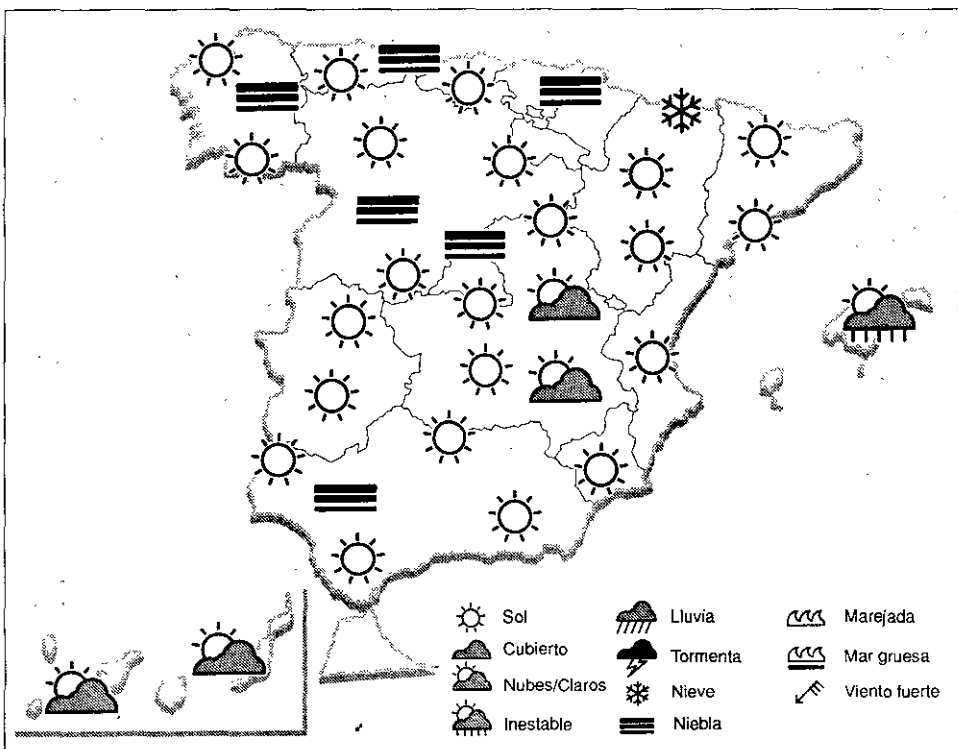 Sol
Cubierto
Nubes/Claros
Inestable
Lluvia
Tormenta
Nieve
Niebla
Marejada
Mar gruesa
Viento fuerte